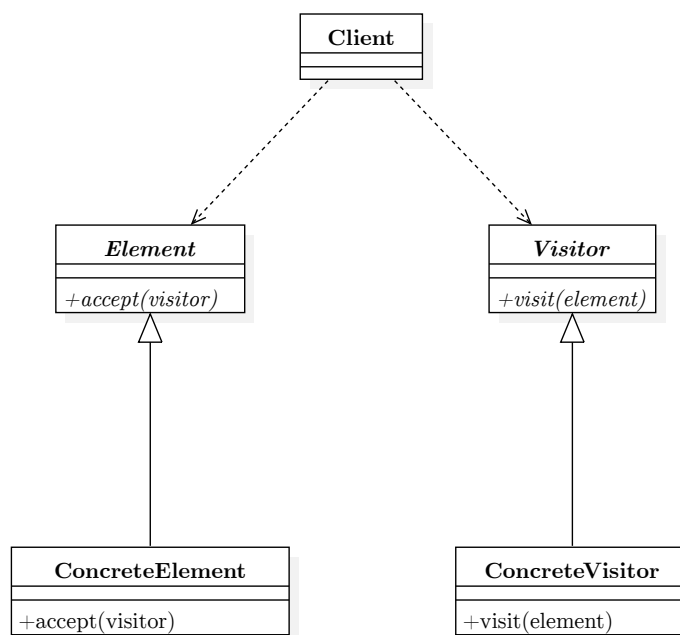 Client
Element
+accept(visitor)
Visitor
+visit(element)
ConcreteElement
+accept(visitor)
ConcreteVisitor
+visit(element)